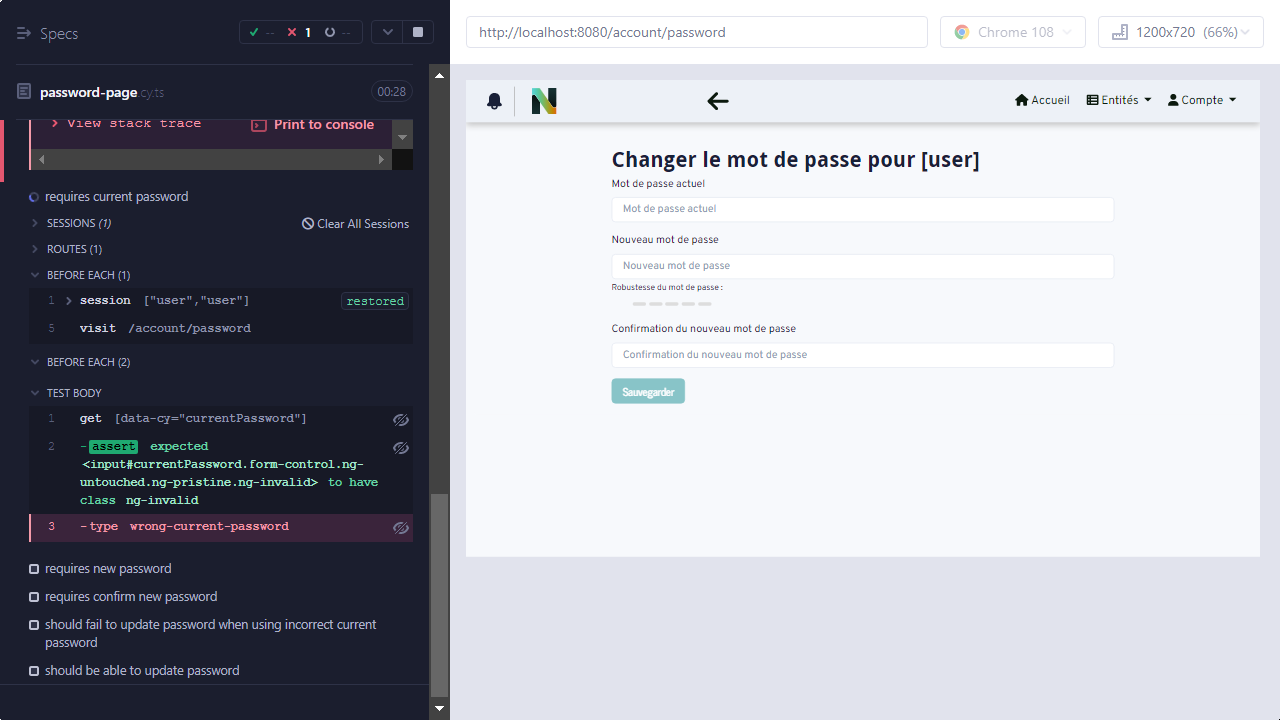 Specs
-- 1 --
password-page.cy.ts 00:28
View stack trace Print to console
requires current password
SESSIONS (1) Clear All Sessions
ROUTES (1)
BEFORE EACH (1)
1 session ["user","user"] restored
5 visit /account/password
BEFORE EACH (2)
TEST BODY
1 get [data-cy="currentPassword"]
2 -assert expected
<input#currentPassword.form-control.ng-
untouched.ng-pristine.ng-invalid> to have
class ng-invalid
3 -type wrong-current-password
requires new password
requires confirm new password
should fail to update password when using incorrect current
password
should be able to update password
http://localhost:8080/account/password Chrome 108 1200x720 (66%)
N Accueil Entités Compte
Changer le mot de passe pour [user]
Mot de passe actuel
Mot de passe actuel
Nouveau mot de passe
Nouveau mot de passe
Robustesse du mot de passe :
Confirmation du nouveau mot de passe
Confirmation du nouveau mot de passe
Sauvegarder